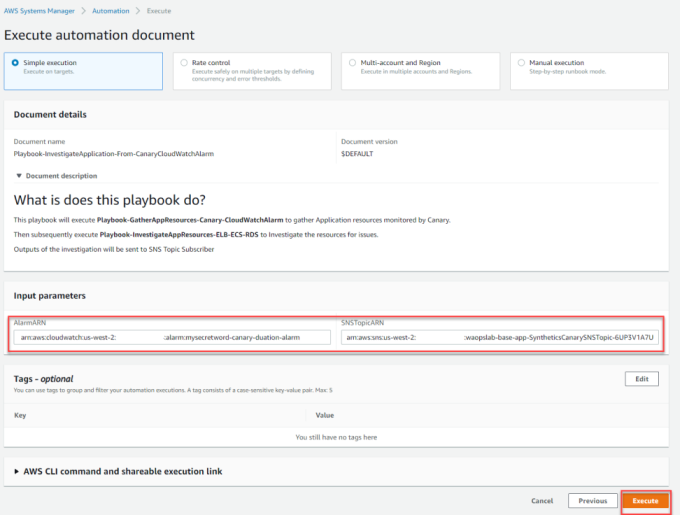 AWS Systems Manager > Automation > Execute
Execute automation document
Simple execution
Execute on targets.
Rate control
Execute safely on multiple targets by defining
concurrency and error thresholds.
Multi-account and Region
Execute in multiple accounts and Regions.
Manual execution
Step-by-step runbook mode.
Document details
Document name
Playbook-InvestigateApplication-From-CanaryCloudWatchAlarm
Document version
$DEFAULT
▼ Document description
What is does this playbook do?
This playbook will execute Playbook-GatherAppResources-Canary-CloudWatchAlarm to gather Application resources monitored by Canary.
Then subsequently execute Playbook-InvestigateAppResources-ELB-ECS-RDS to Investigate the resources for issues.
Outputs of the investigation will be sent to SNS Topic Subscriber
Input parameters
AlarmARN
arn:aws:cloudwatch:us-west-2: :alarm:mysecretword-canary-duation-alarm
SNSTopicARN
arn:aws:sns:us-west-2: :waopslab-base-app-SyntheticsCanarySNSTopic-6UP3V1A7U
Tags - optional
Edit
You can use tags to group and filter your automation executions. A tag consists of a case-sensitive key-value pair. Max: 5
Key Value
You still have no tags here
▶ AWS CLI command and shareable execution link
Cancel Previous Execute